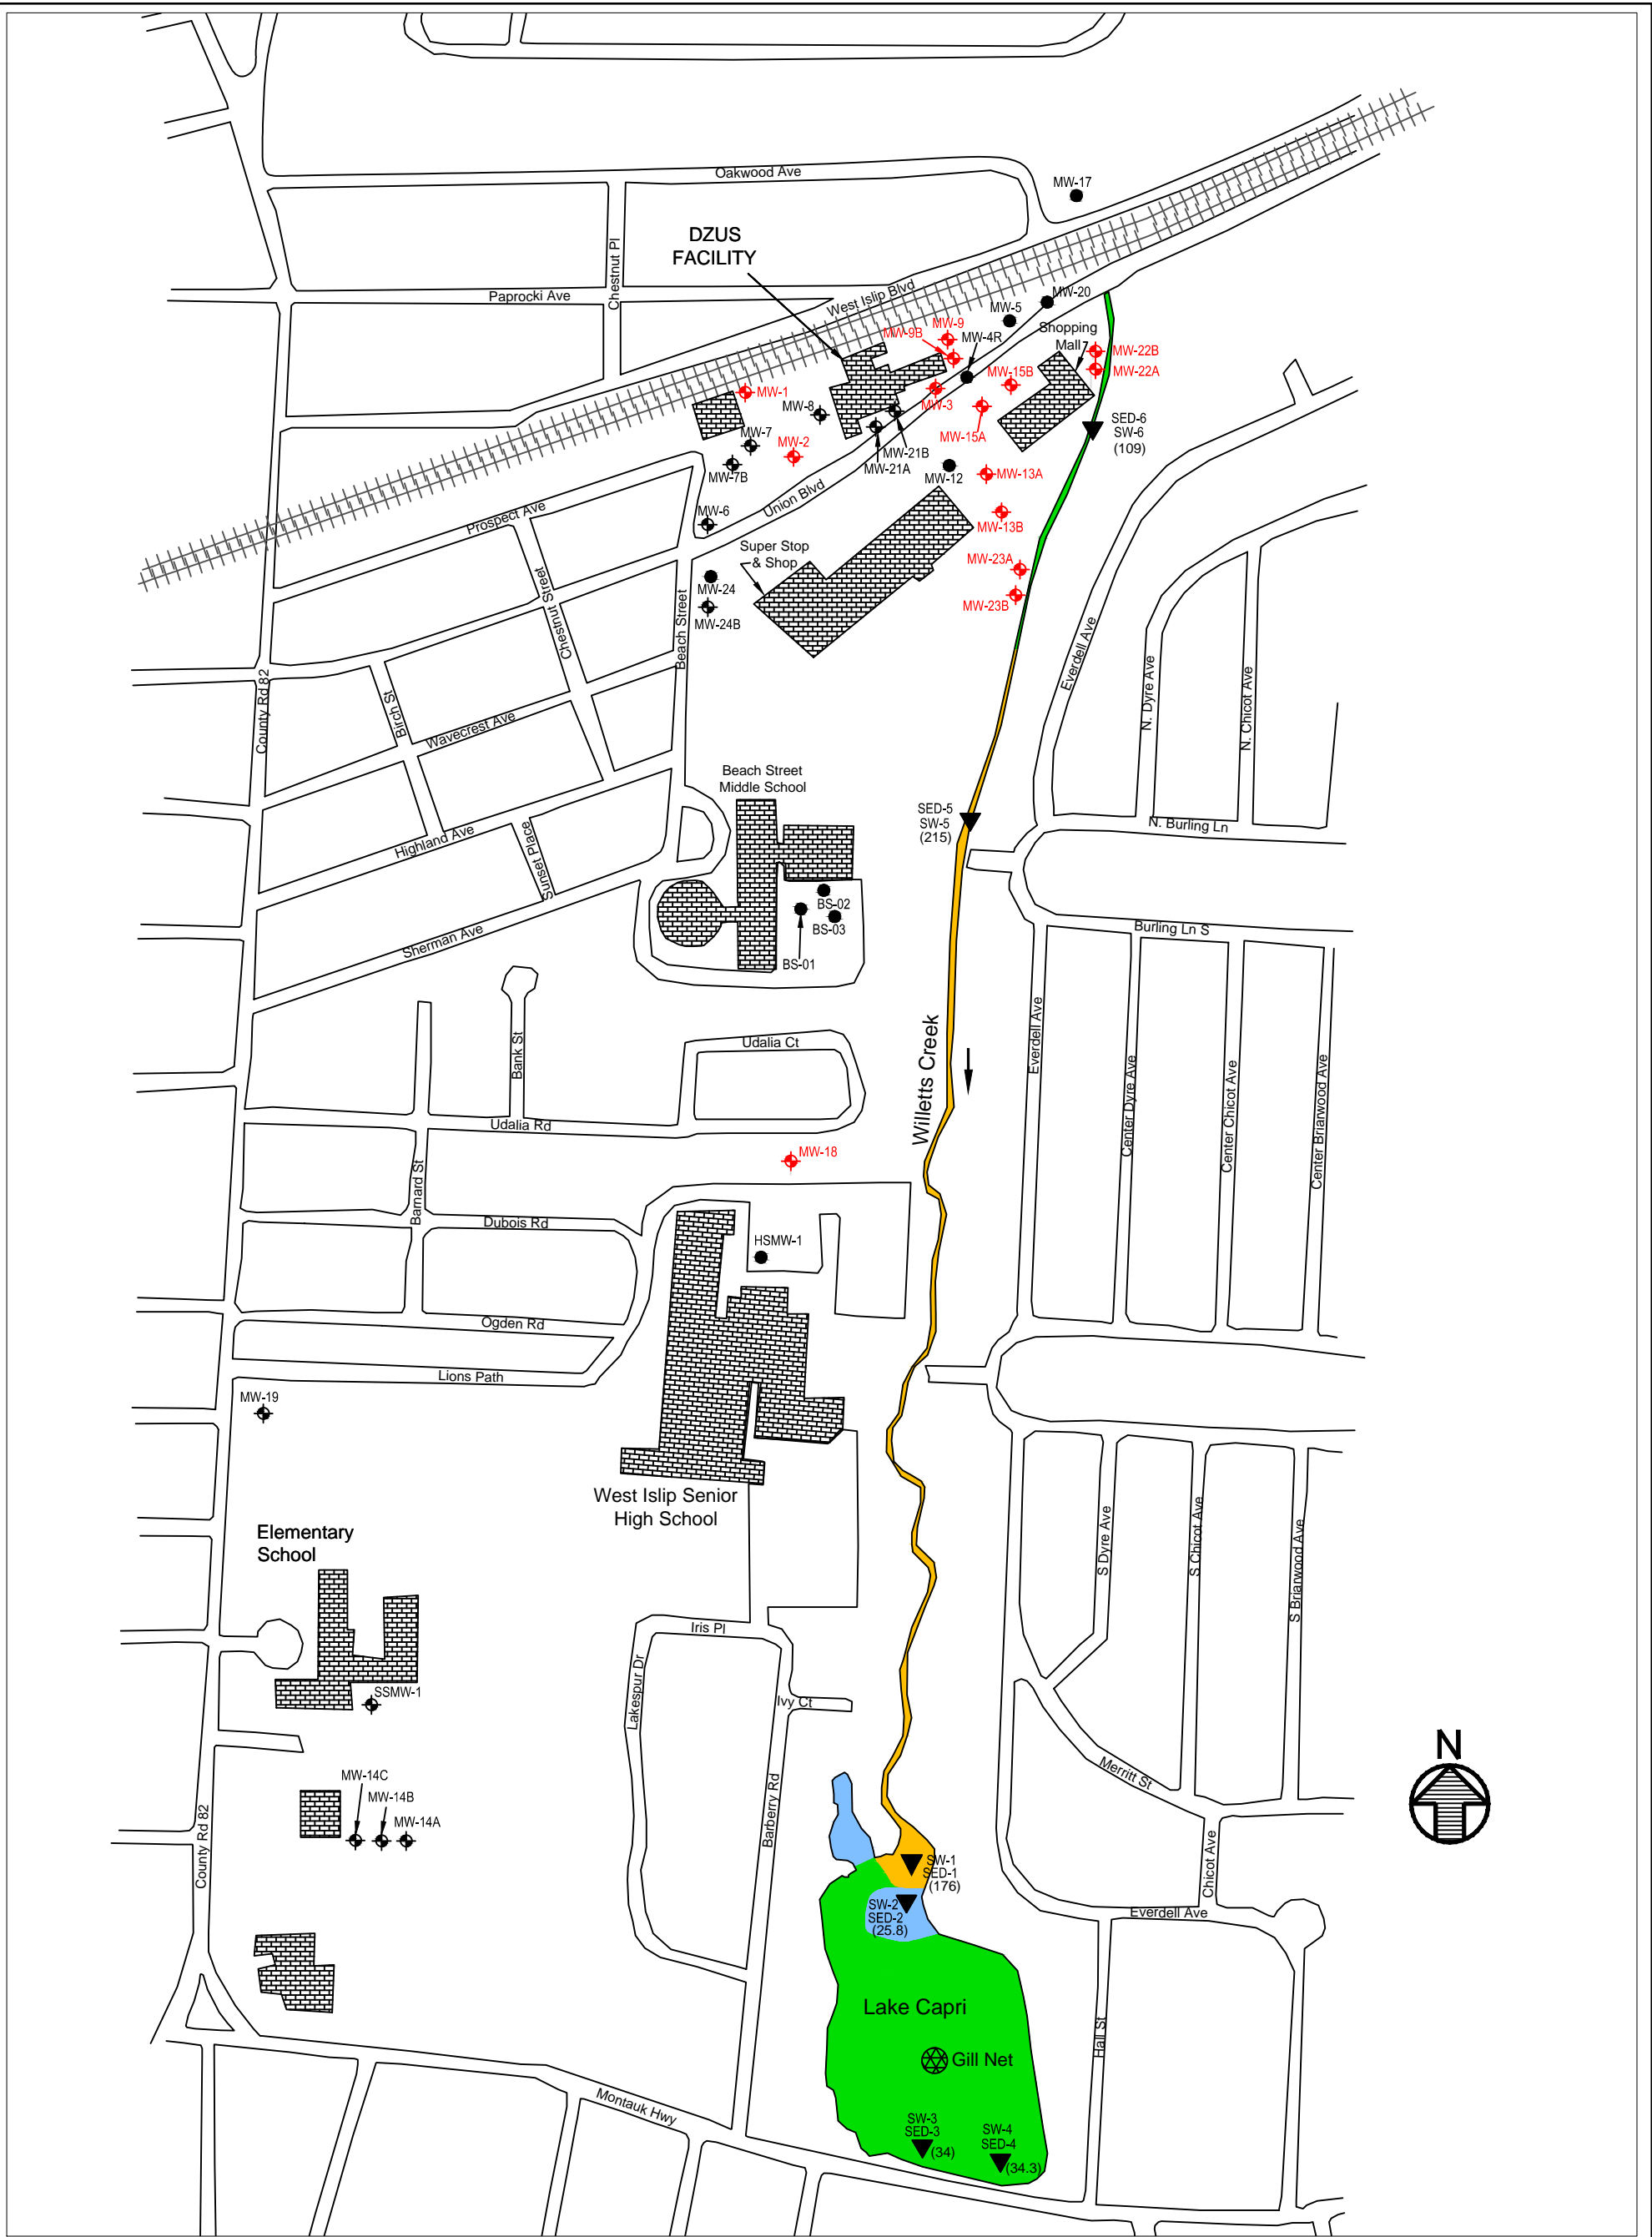 Oakwood Ave
MW-17
DZUS
FACILITY
Chestnut Pl
Paprocki Ave
West Islip Blvd
MW-20
MW-5
MW-9
MW-9B
MW-4R
Shopping
Mall
MW-22B
MW-22A
MW-15B
MW-1
MW-8
MW-3
MW-15A
SED-6
SW-6
(109)
MW-7
MW-2
MW-21B
MW-21A
MW-7B
MW-12
MW-13A
Union Blvd
MW-6
Prospect Ave
MW-13B
Super Stop
& Shop
MW-23A
MW-24
MW-23B
MW-24B
Chestnut Street
Beach Street
Everdell Ave
N. Dyre Ave
N. Chicot Ave
County Rd 82
Birch St
Wavecrest Ave
Beach Street
Middle School
SED-5
SW-5
(215)
N. Burling Ln
Highland Ave
Sunset Place
BS-02
BS-03
Burling Ln S
Sherman Ave
BS-01
Bank St
Udalia Ct
Willetts Creek
Everdell Ave
Center Dyre Ave
Center Chicot Ave
Center Briarwood Ave
Udalia Rd
MW-18
Barnard St
Dubois Rd
HSMW-1
Ogden Rd
Lions Path
MW-19
West Islip Senior
High School
Elementary
School
S Dyre Ave
S Chicot Ave
S Briarwood Ave
Iris Pl
Lakespur Dr
SSMW-1
Ivy Ct
N
Merritt St
MW-14C
MW-14B
MW-14A
Barberry Rd
County Rd 82
Chicot Ave
SW-1
SED-1
(176)
SW-2
SED-2
(25.8)
Everdell Ave
Lake Capri
Hall St
Gill Net
Montauk Hwy
SW-3
SED-3
(34)
SW-4
SED-4
(34.3)